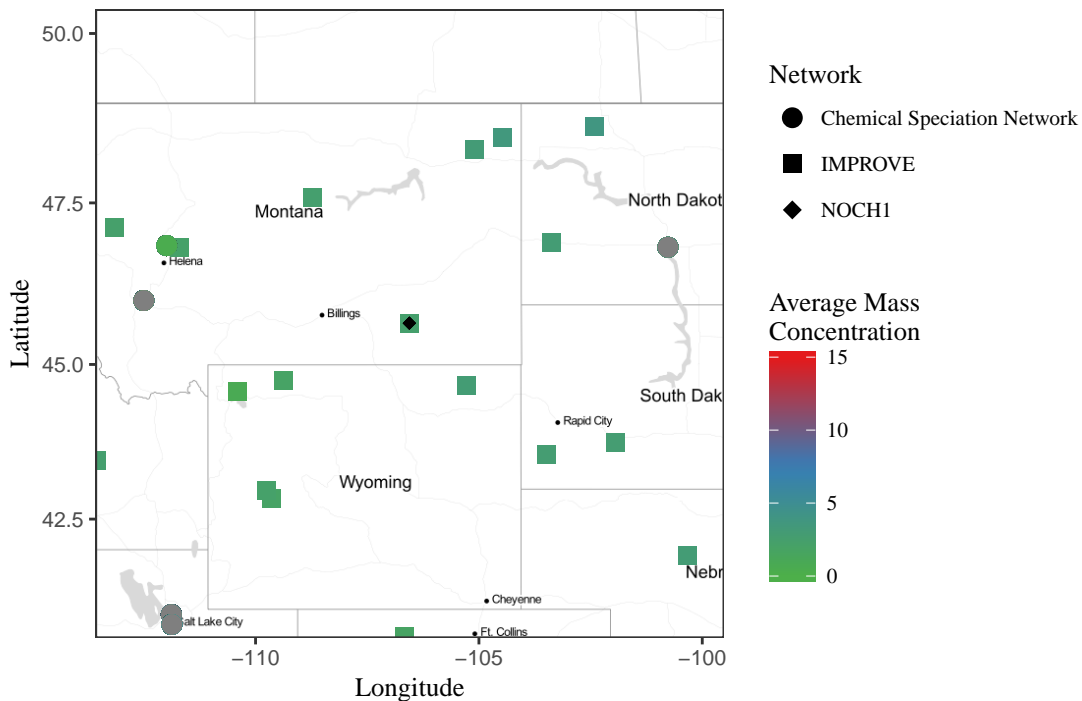 50.0
47.5
45.0
42.5
Latitude
−110
−105
−100
Longitude
Montana
North Dakot
Helena
Billings
South Dak
Rapid City
Wyoming
Nebr
Cheyenne
alt Lake City
Ft. Collins
Network
Chemical Speciation Network
IMPROVE
NOCH1
Average Mass
Concentration
15
10
5
0